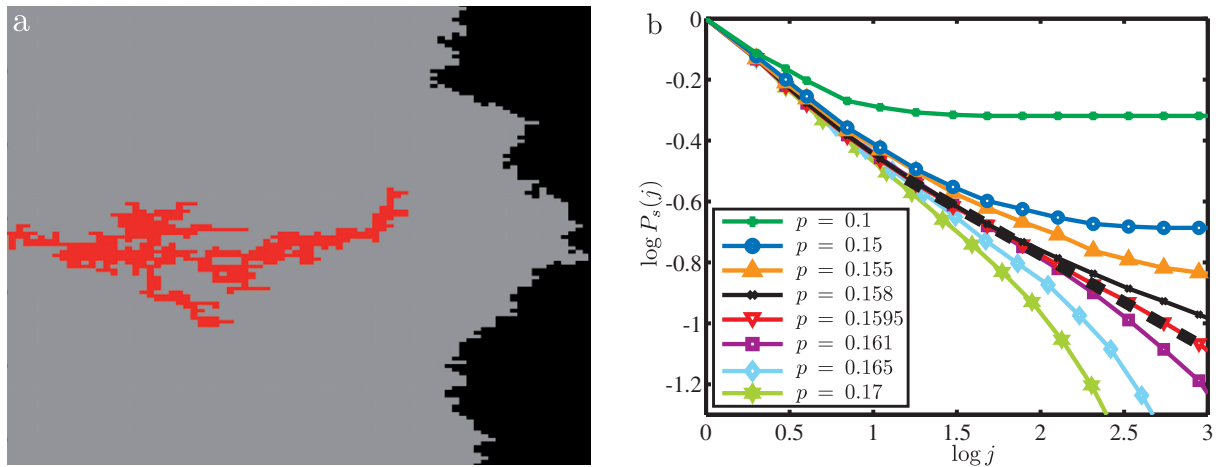 a
b
log P_s(j)
0
-0.2
-0.4
-0.6
-0.8
-1
-1.2
p = 0.1
p = 0.15
p = 0.155
p = 0.158
p = 0.1595
p = 0.161
p = 0.165
p = 0.17
0 0.5 1 1.5 2 2.5 3
log j